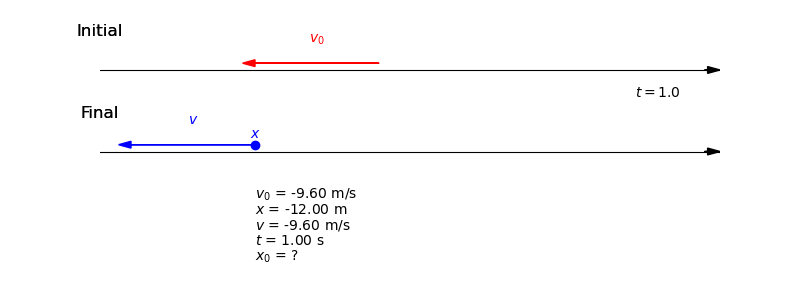 Initial
v₀
t = 1.0
Final
v
x
v₀ = -9.60 m/s
x = -12.00 m
v = -9.60 m/s
t = 1.00 s
x₀ = ?